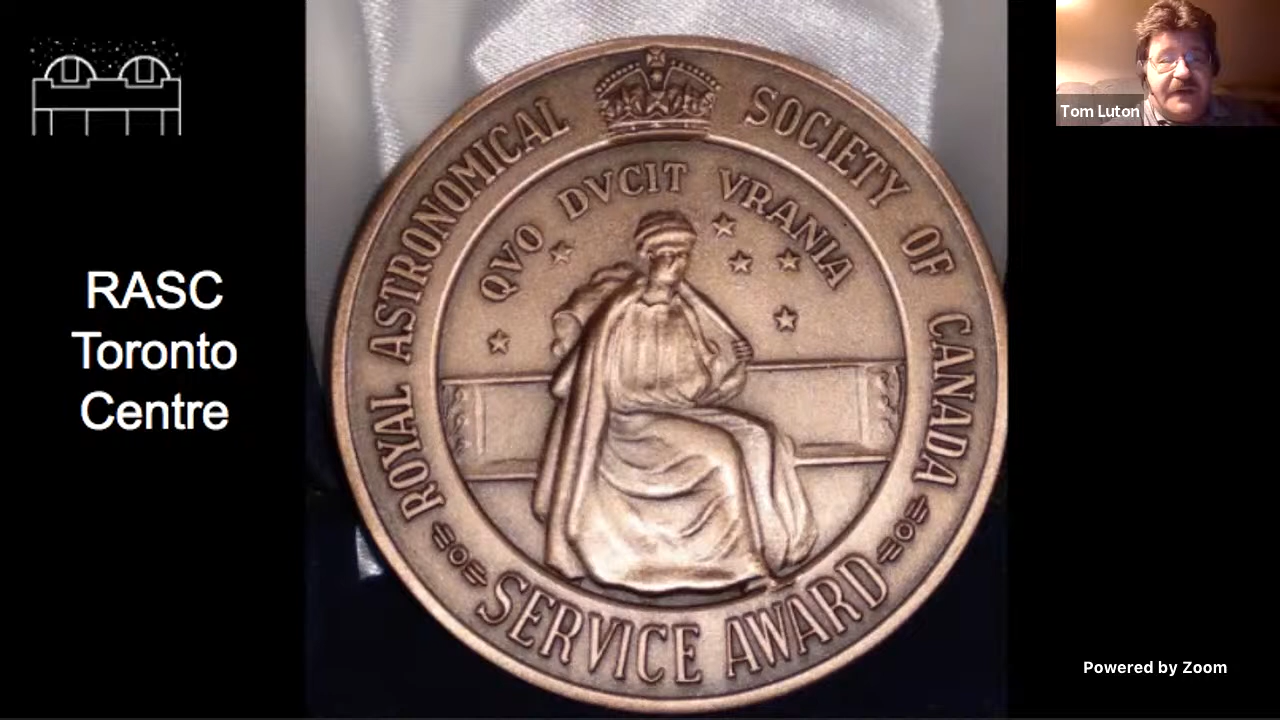 RASC
Toronto
Centre
ROYAL ASTRONOMICAL SOCIETY OF CANADA
QVO DVCIT VRANIA
SERVICE AWARD
Tom Luton
Powered by Zoom